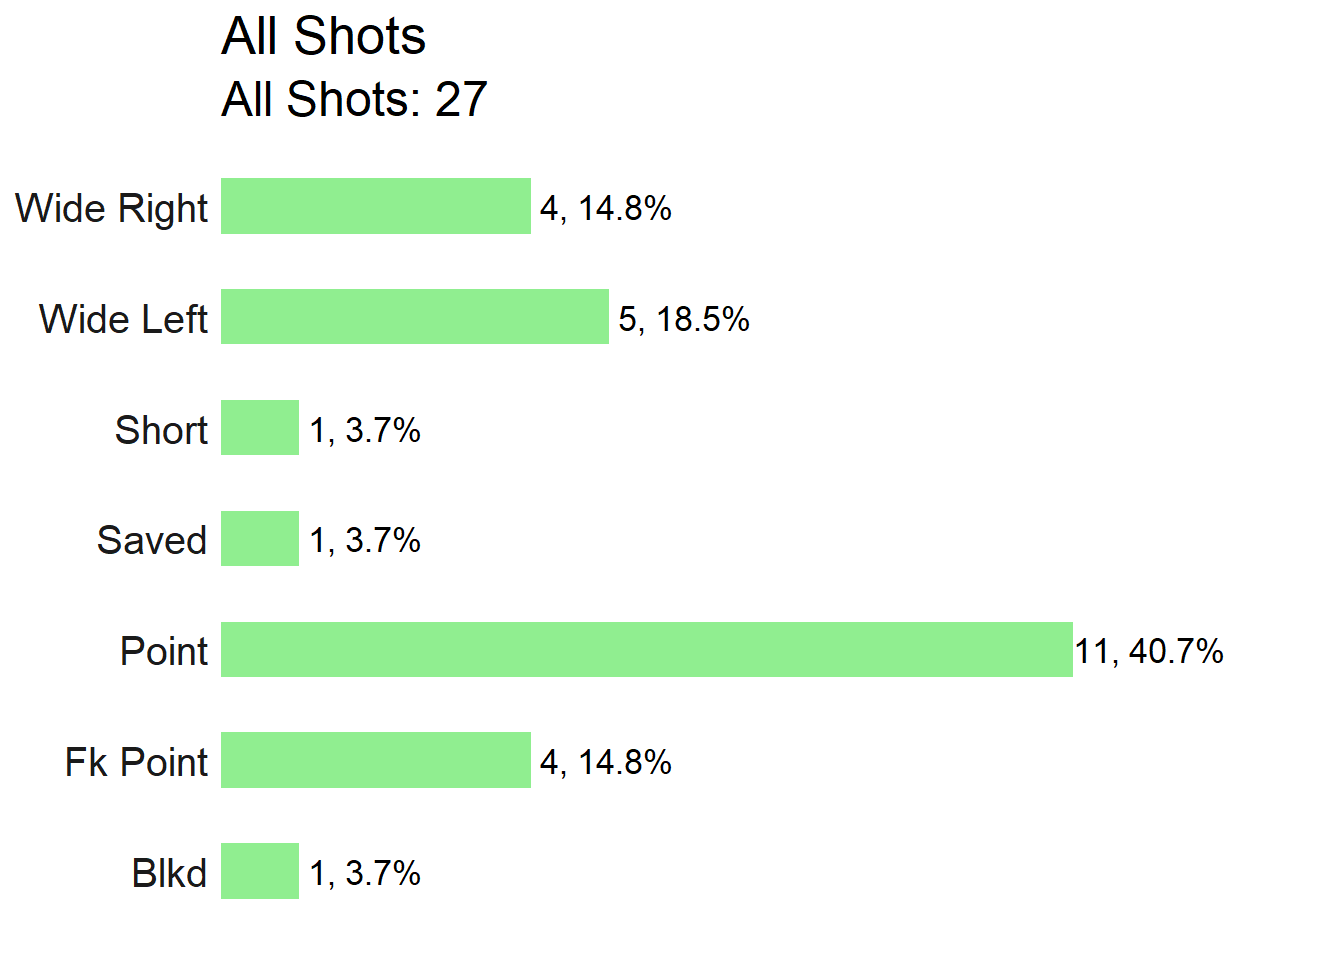 All Shots
All Shots: 27
Wide Right 4, 14.8%
Wide Left 5, 18.5%
Short 1, 3.7%
Saved 1, 3.7%
Point 11, 40.7%
Fk Point 4, 14.8%
Blkd 1, 3.7%